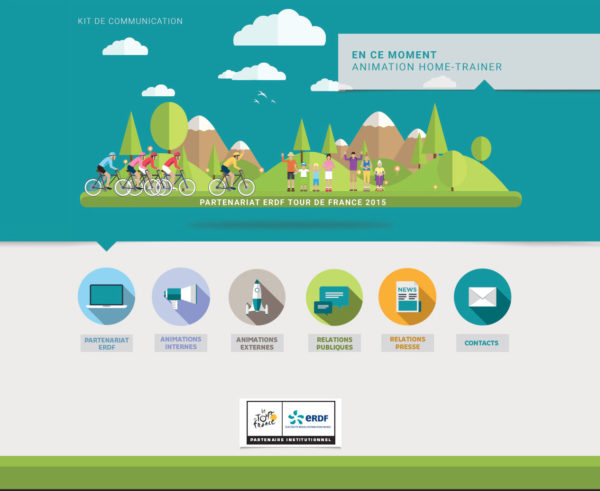 KIT DE COMMUNICATION
EN CE MOMENT
ANIMATION HOME-TRAINER
PARTENARIAT ERDF TOUR DE FRANCE 2015
NEWS
PARTENARIAT
ERDF
ANIMATIONS
INTERNES
ANIMATIONS
EXTERNES
RELATIONS
PUBLIQUES
RELATIONS
PRESSE
CONTACTS
le Tour de France
eRDF
PARTENAIRE INSTITUTIONNEL